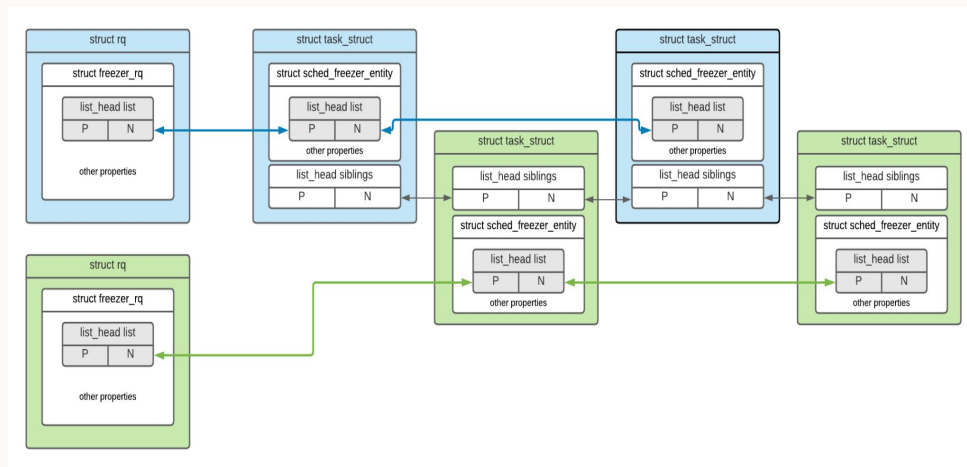 struct rq
struct freezer_rq
list_head list
P N
other properties
struct task_struct
struct sched_freezer_entity
list_head list
P N
other properties
list_head siblings
P N
struct task_struct
struct sched_freezer_entity
list_head list
P N
other properties
list_head siblings
P N
struct task_struct
list_head siblings
P N
struct sched_freezer_entity
list_head list
P N
other properties
struct task_struct
list_head siblings
P N
struct sched_freezer_entity
list_head list
P N
other properties
struct rq
struct freezer_rq
list_head list
P N
other properties